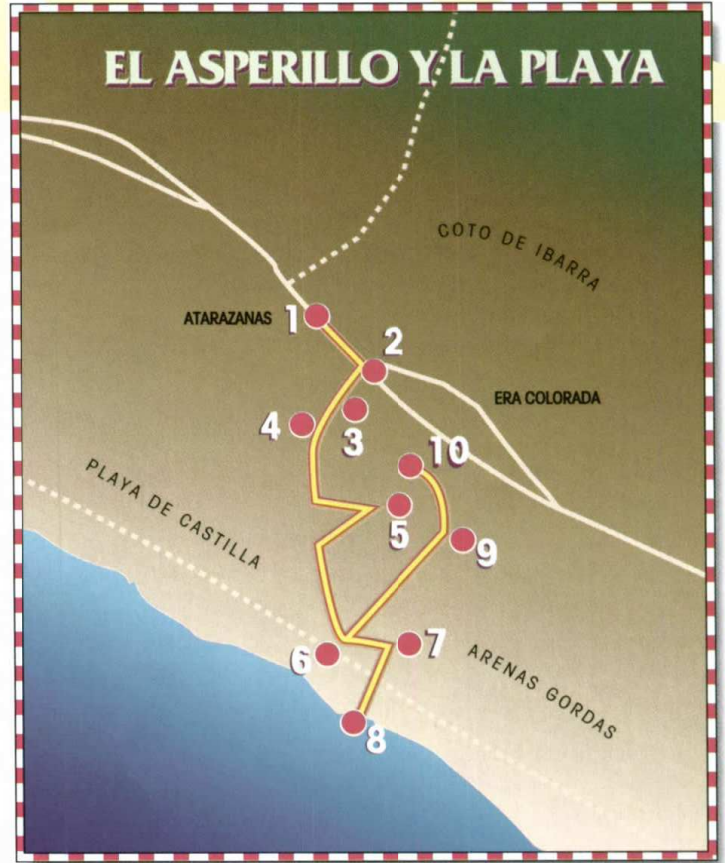 EL ASPERILLO Y LA PLAYA
COTO DE IBARRA
ATARAZANAS
1
2
ERA COLORADA
4
3
10
PLAYA DE CASTILLA
5
9
7
6
ARENAS GORDAS
8